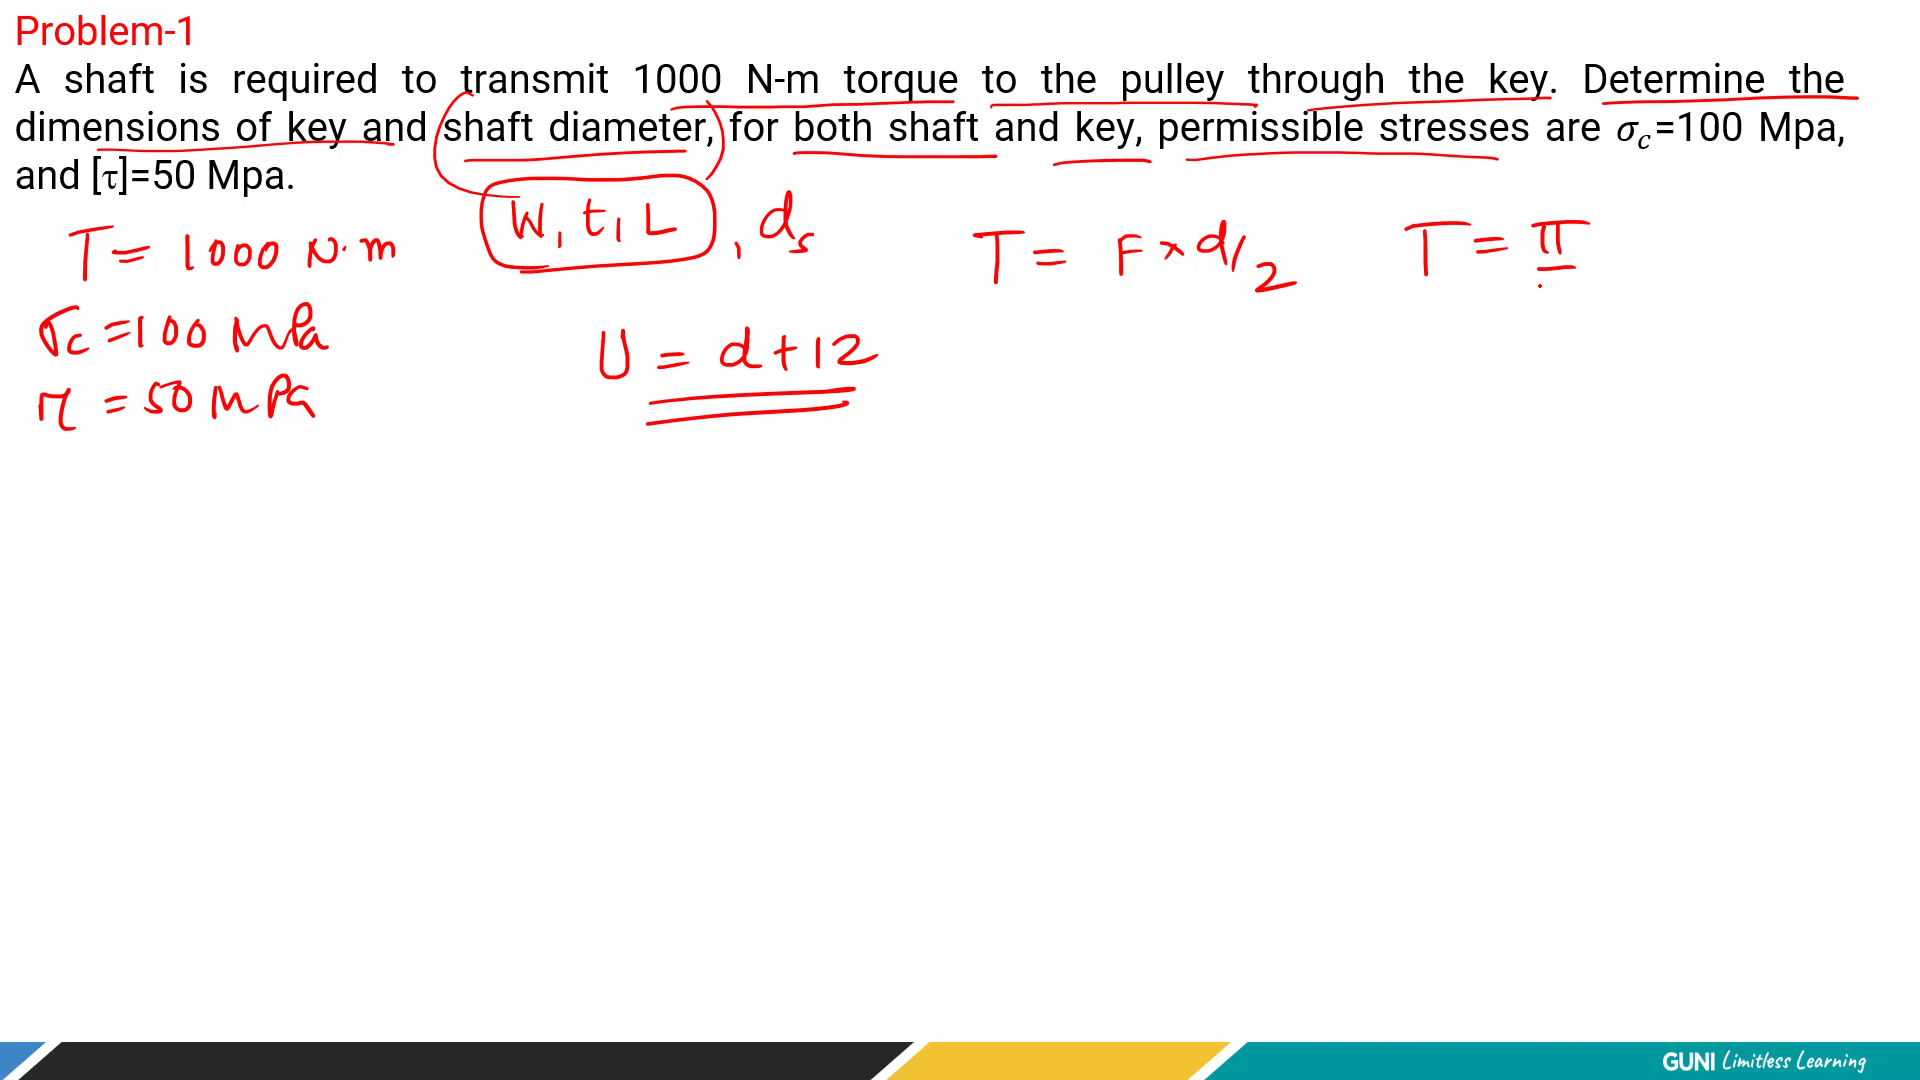 Problem-1
A shaft is required to transmit 1000 N-m torque to the pulley through the key. Determine the
dimensions of key and shaft diameter, for both shaft and key, permissible stresses are σc=100 Mpa,
and [τ]=50 Mpa.
T = 1000 N·m
W, t, L , ds
T = F × d/2
T = π
σc = 100 MPa
τ = 50 MPa
U = d + 12
GUNI Limitless Learning